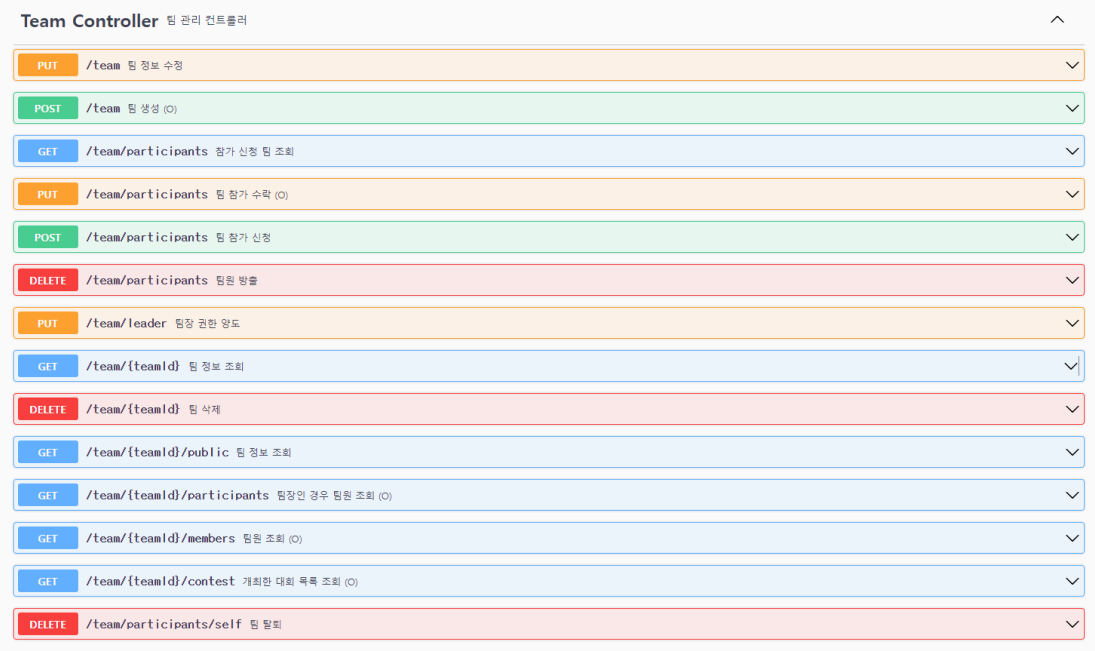 Team Controller 팀 관리 컨트롤러
PUT /team 팀 정보 수정
POST /team 팀 생성 (O)
GET /team/participants 참가 신청 팀 조회
PUT /team/participants 팀 참가 수락 (O)
POST /team/participants 팀 참가 신청
DELETE /team/participants 팀원 방출
PUT /team/leader 팀장 권한 양도
GET /team/{teamId} 팀 정보 조회
DELETE /team/{teamId} 팀 삭제
GET /team/{teamId}/public 팀 정보 조회
GET /team/{teamId}/participants 팀장인 경우 팀원 조회 (O)
GET /team/{teamId}/members 팀원 조회 (O)
GET /team/{teamId}/contest 개최한 대회 목록 조회 (O)
DELETE /team/participants/self 팀 탈퇴